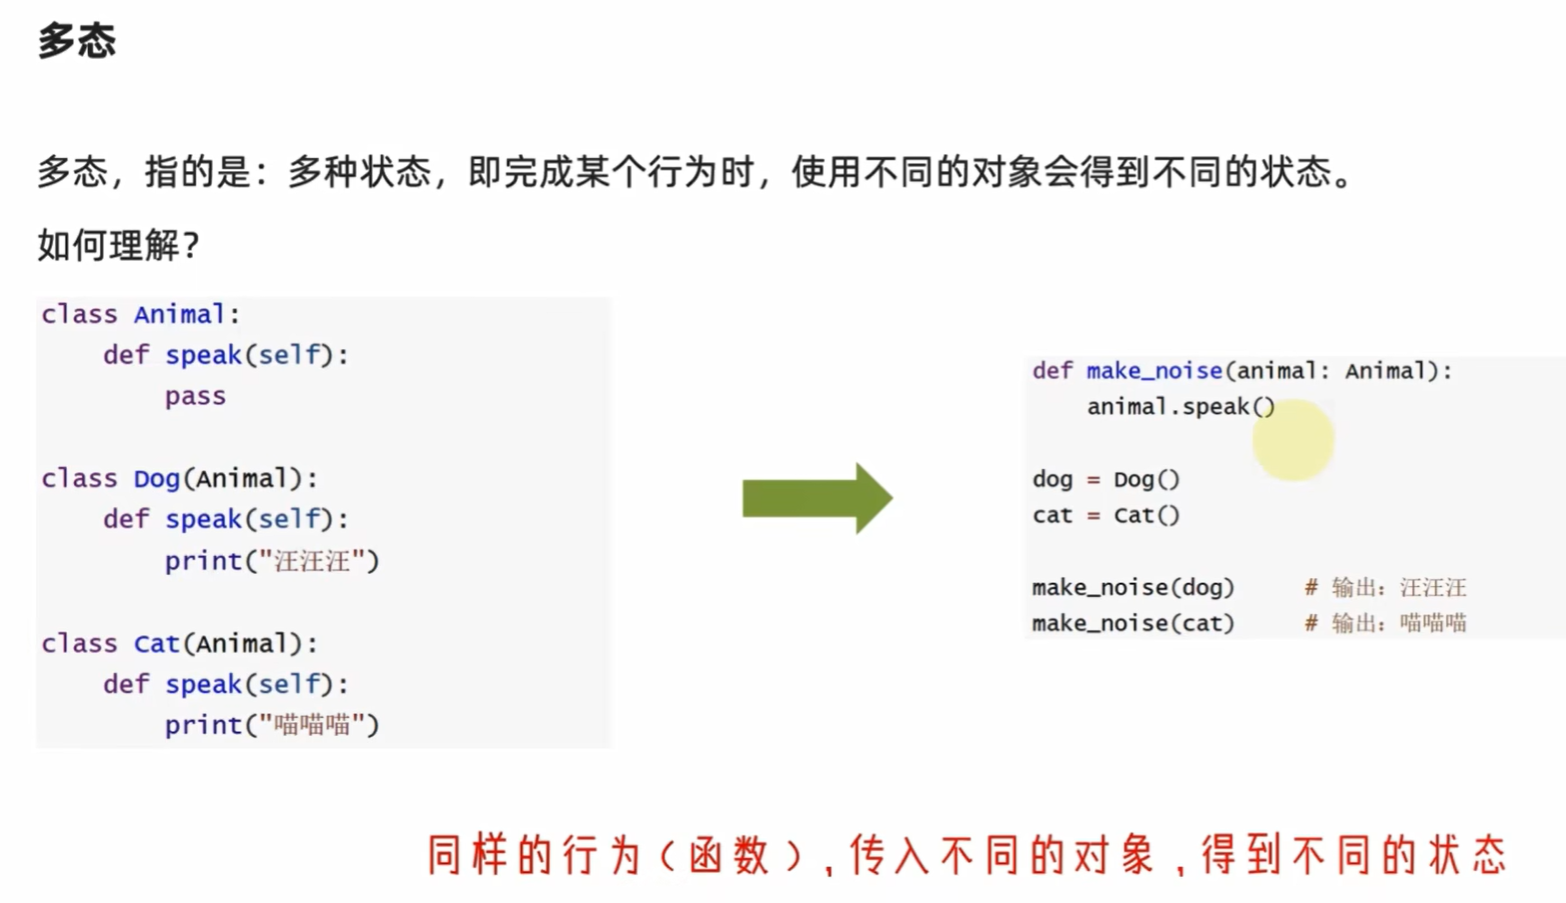 多态
多态，指的是：多种状态，即完成某个行为时，使用不同的对象会得到不同的状态。
如何理解？
class Animal:
    def speak(self):
        pass
class Dog(Animal):
    def speak(self):
        print("汪汪汪")
class Cat(Animal):
    def speak(self):
        print("喵喵喵")
def make_noise(animal: Animal):
    animal.speak()
dog = Dog()
cat = Cat()
make_noise(dog)     # 输出：汪汪汪
make_noise(cat)     # 输出：喵喵喵
同样的行为（函数），传入不同的对象，得到不同的状态